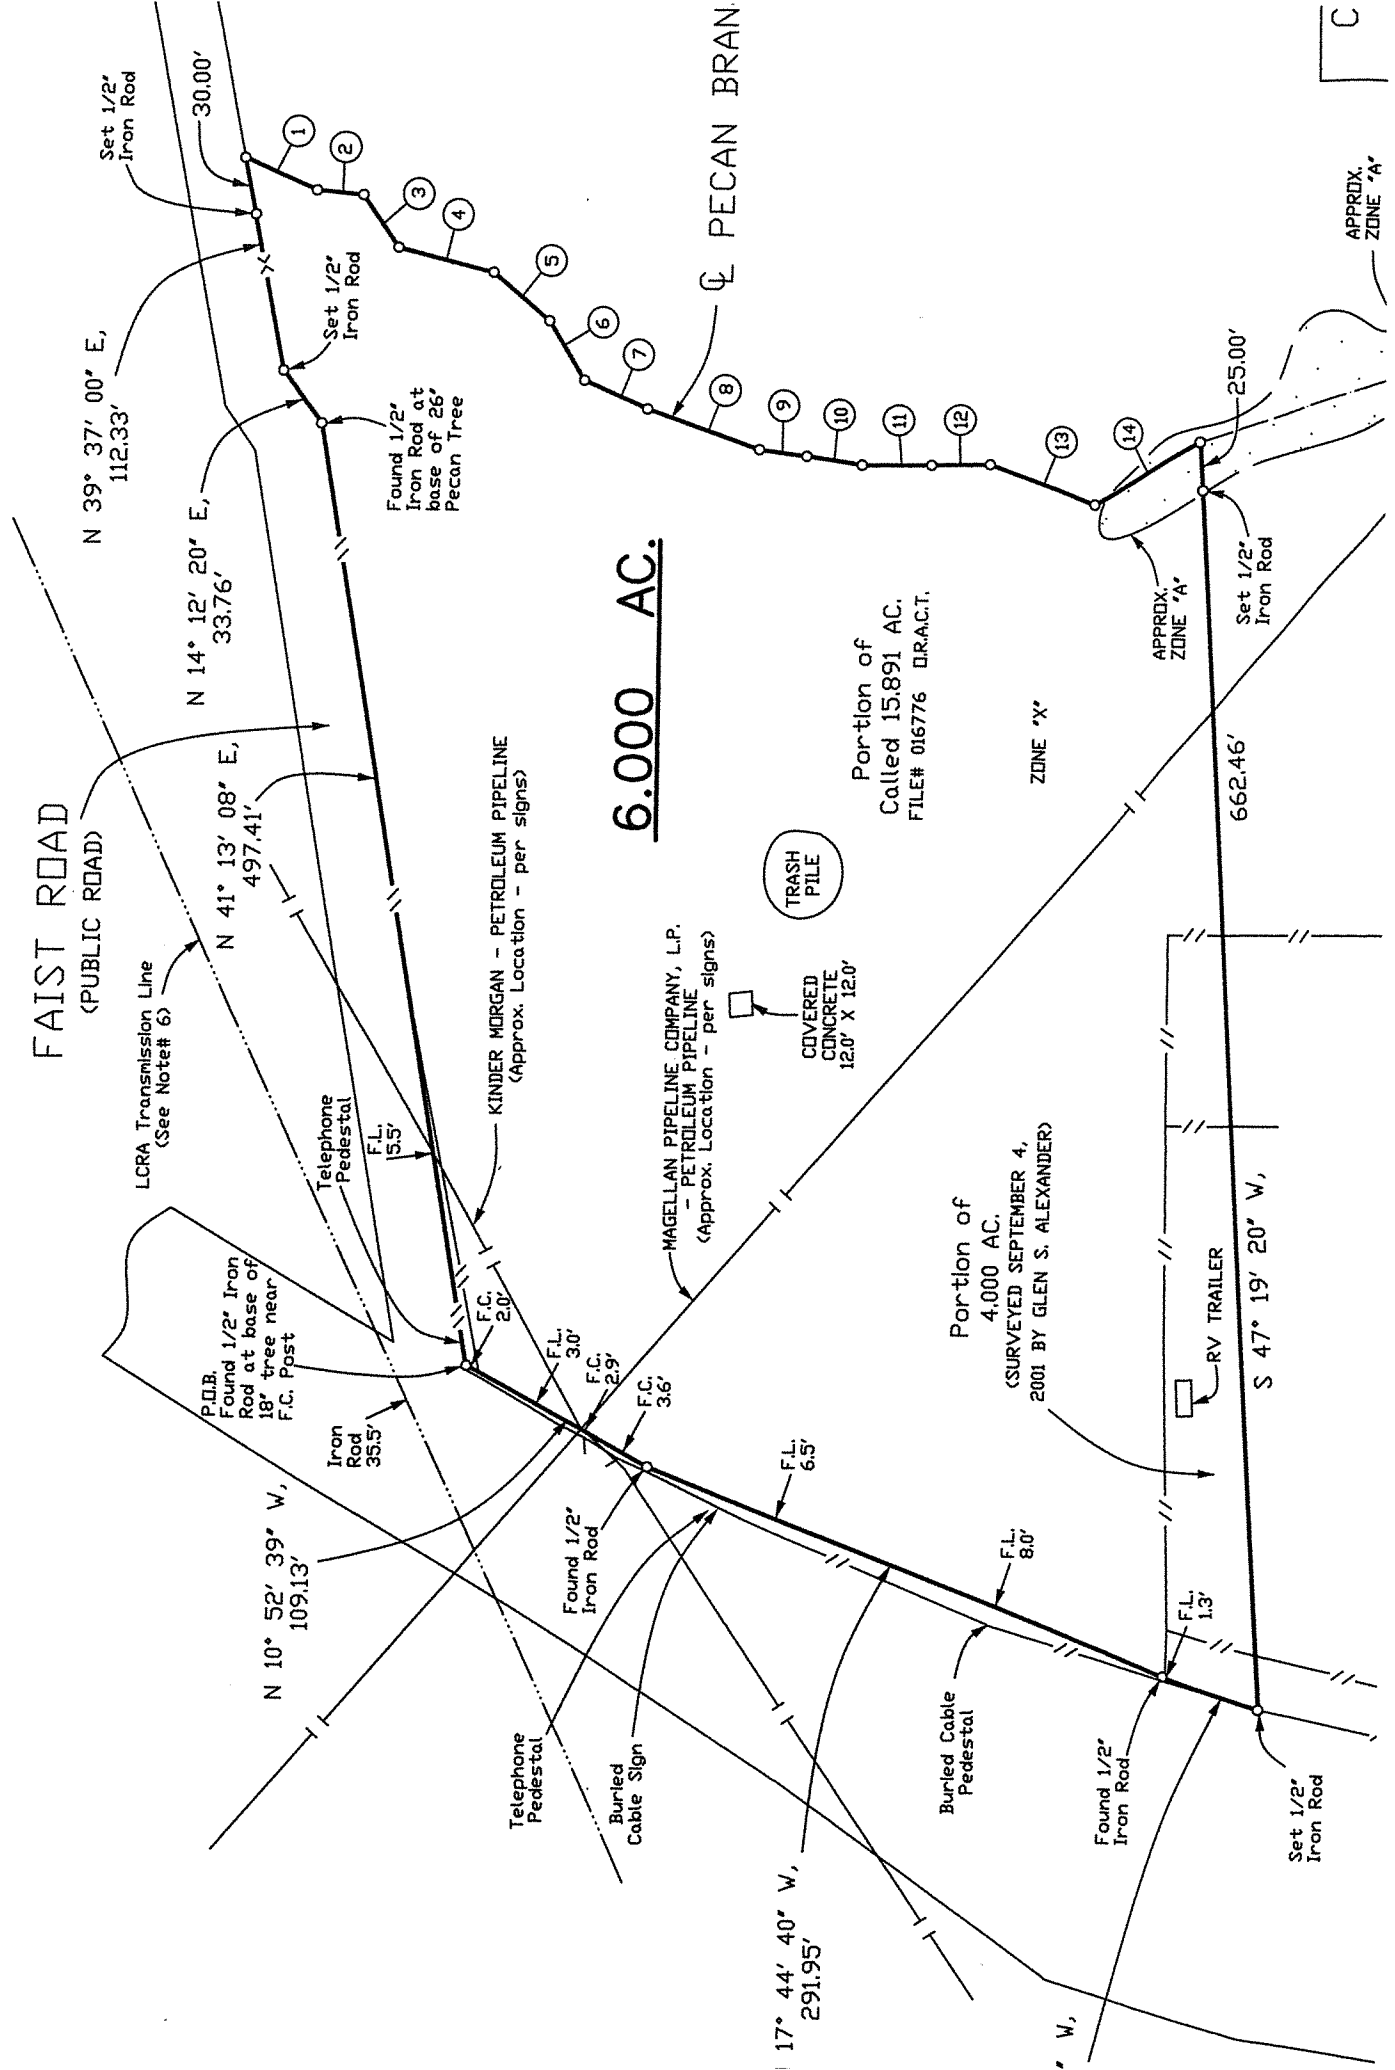 FAIST ROAD
(PUBLIC ROAD)
LCRA Transmission Line
(See Note# 6)
N 39° 37' 00" E,
112.33'
Set 1/2"
Iron Rod
30.00'
N 14° 12' 20" E,
33.76'
Set 1/2"
Iron Rod
Found 1/2"
Iron Rod at
base of 26"
Pecan Tree
N 41° 13' 08" E,
497.41'
Telephone
Pedestal
F.L.
5.5'
KINDER MORGAN - PETROLEUM PIPELINE
(Approx. Location - per signs)
P.O.B.
Found 1/2" Iron
Rod at base of
18" tree near
F.C. Post
Iron
Rod
35.5'
F.C.
2.0'
F.L.
3.0'
F.C.
2.9'
F.C.
3.6'
N 10° 52' 39" W,
109.13'
Found 1/2"
Iron Rod
Telephone
Pedestal
Buried
Cable Sign
F.L.
6.5'
F.L.
8.0'
17° 44' 40" W,
291.95'
Buried Cable
Pedestal
Found 1/2"
Iron Rod
F.L.
1.3'
" W,
Set 1/2"
Iron Rod
6.000 AC.
MAGELLAN PIPELINE COMPANY, L.P.
- PETROLEUM PIPELINE
(Approx. Location - per signs)
TRASH
PILE
COVERED
CONCRETE
12.0' X 12.0'
Portion of
Called 15.891 AC.
FILE# 016776 O.R.A.C.T.
ZONE "X"
Portion of
4.000 AC.
(SURVEYED SEPTEMBER 4,
2001 BY GLEN S. ALEXANDER)
RV TRAILER
S 47° 19' 20" W,
662.46'
Set 1/2"
Iron Rod
25.00'
APPROX.
ZONE "A"
APPROX.
ZONE "A"
℄ PECAN BRAN
1
2
3
4
5
6
7
8
9
10
11
12
13
14
C